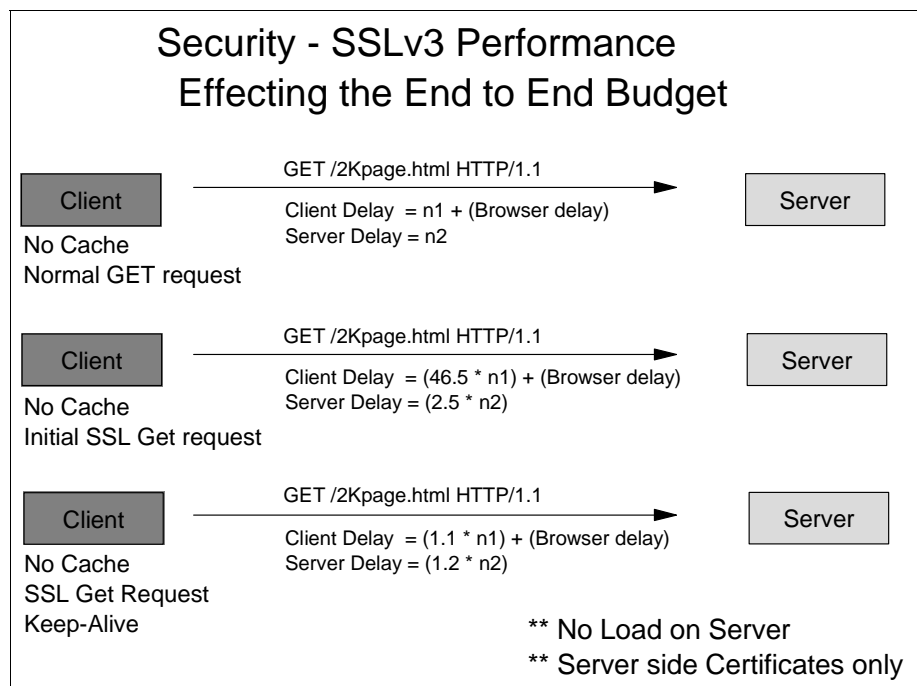 Security - SSLv3 Performance
Effecting the End to End Budget
GET /2Kpage.html HTTP/1.1
Client
Server
Client Delay = n1 + (Browser delay)
Server Delay = n2
No Cache
Normal GET request
GET /2Kpage.html HTTP/1.1
Client
Server
Client Delay = (46.5 * n1) + (Browser delay)
Server Delay = (2.5 * n2)
No Cache
Initial SSL Get request
GET /2Kpage.html HTTP/1.1
Client
Server
Client Delay = (1.1 * n1) + (Browser delay)
Server Delay = (1.2 * n2)
No Cache
SSL Get Request
Keep-Alive
** No Load on Server
** Server side Certificates only